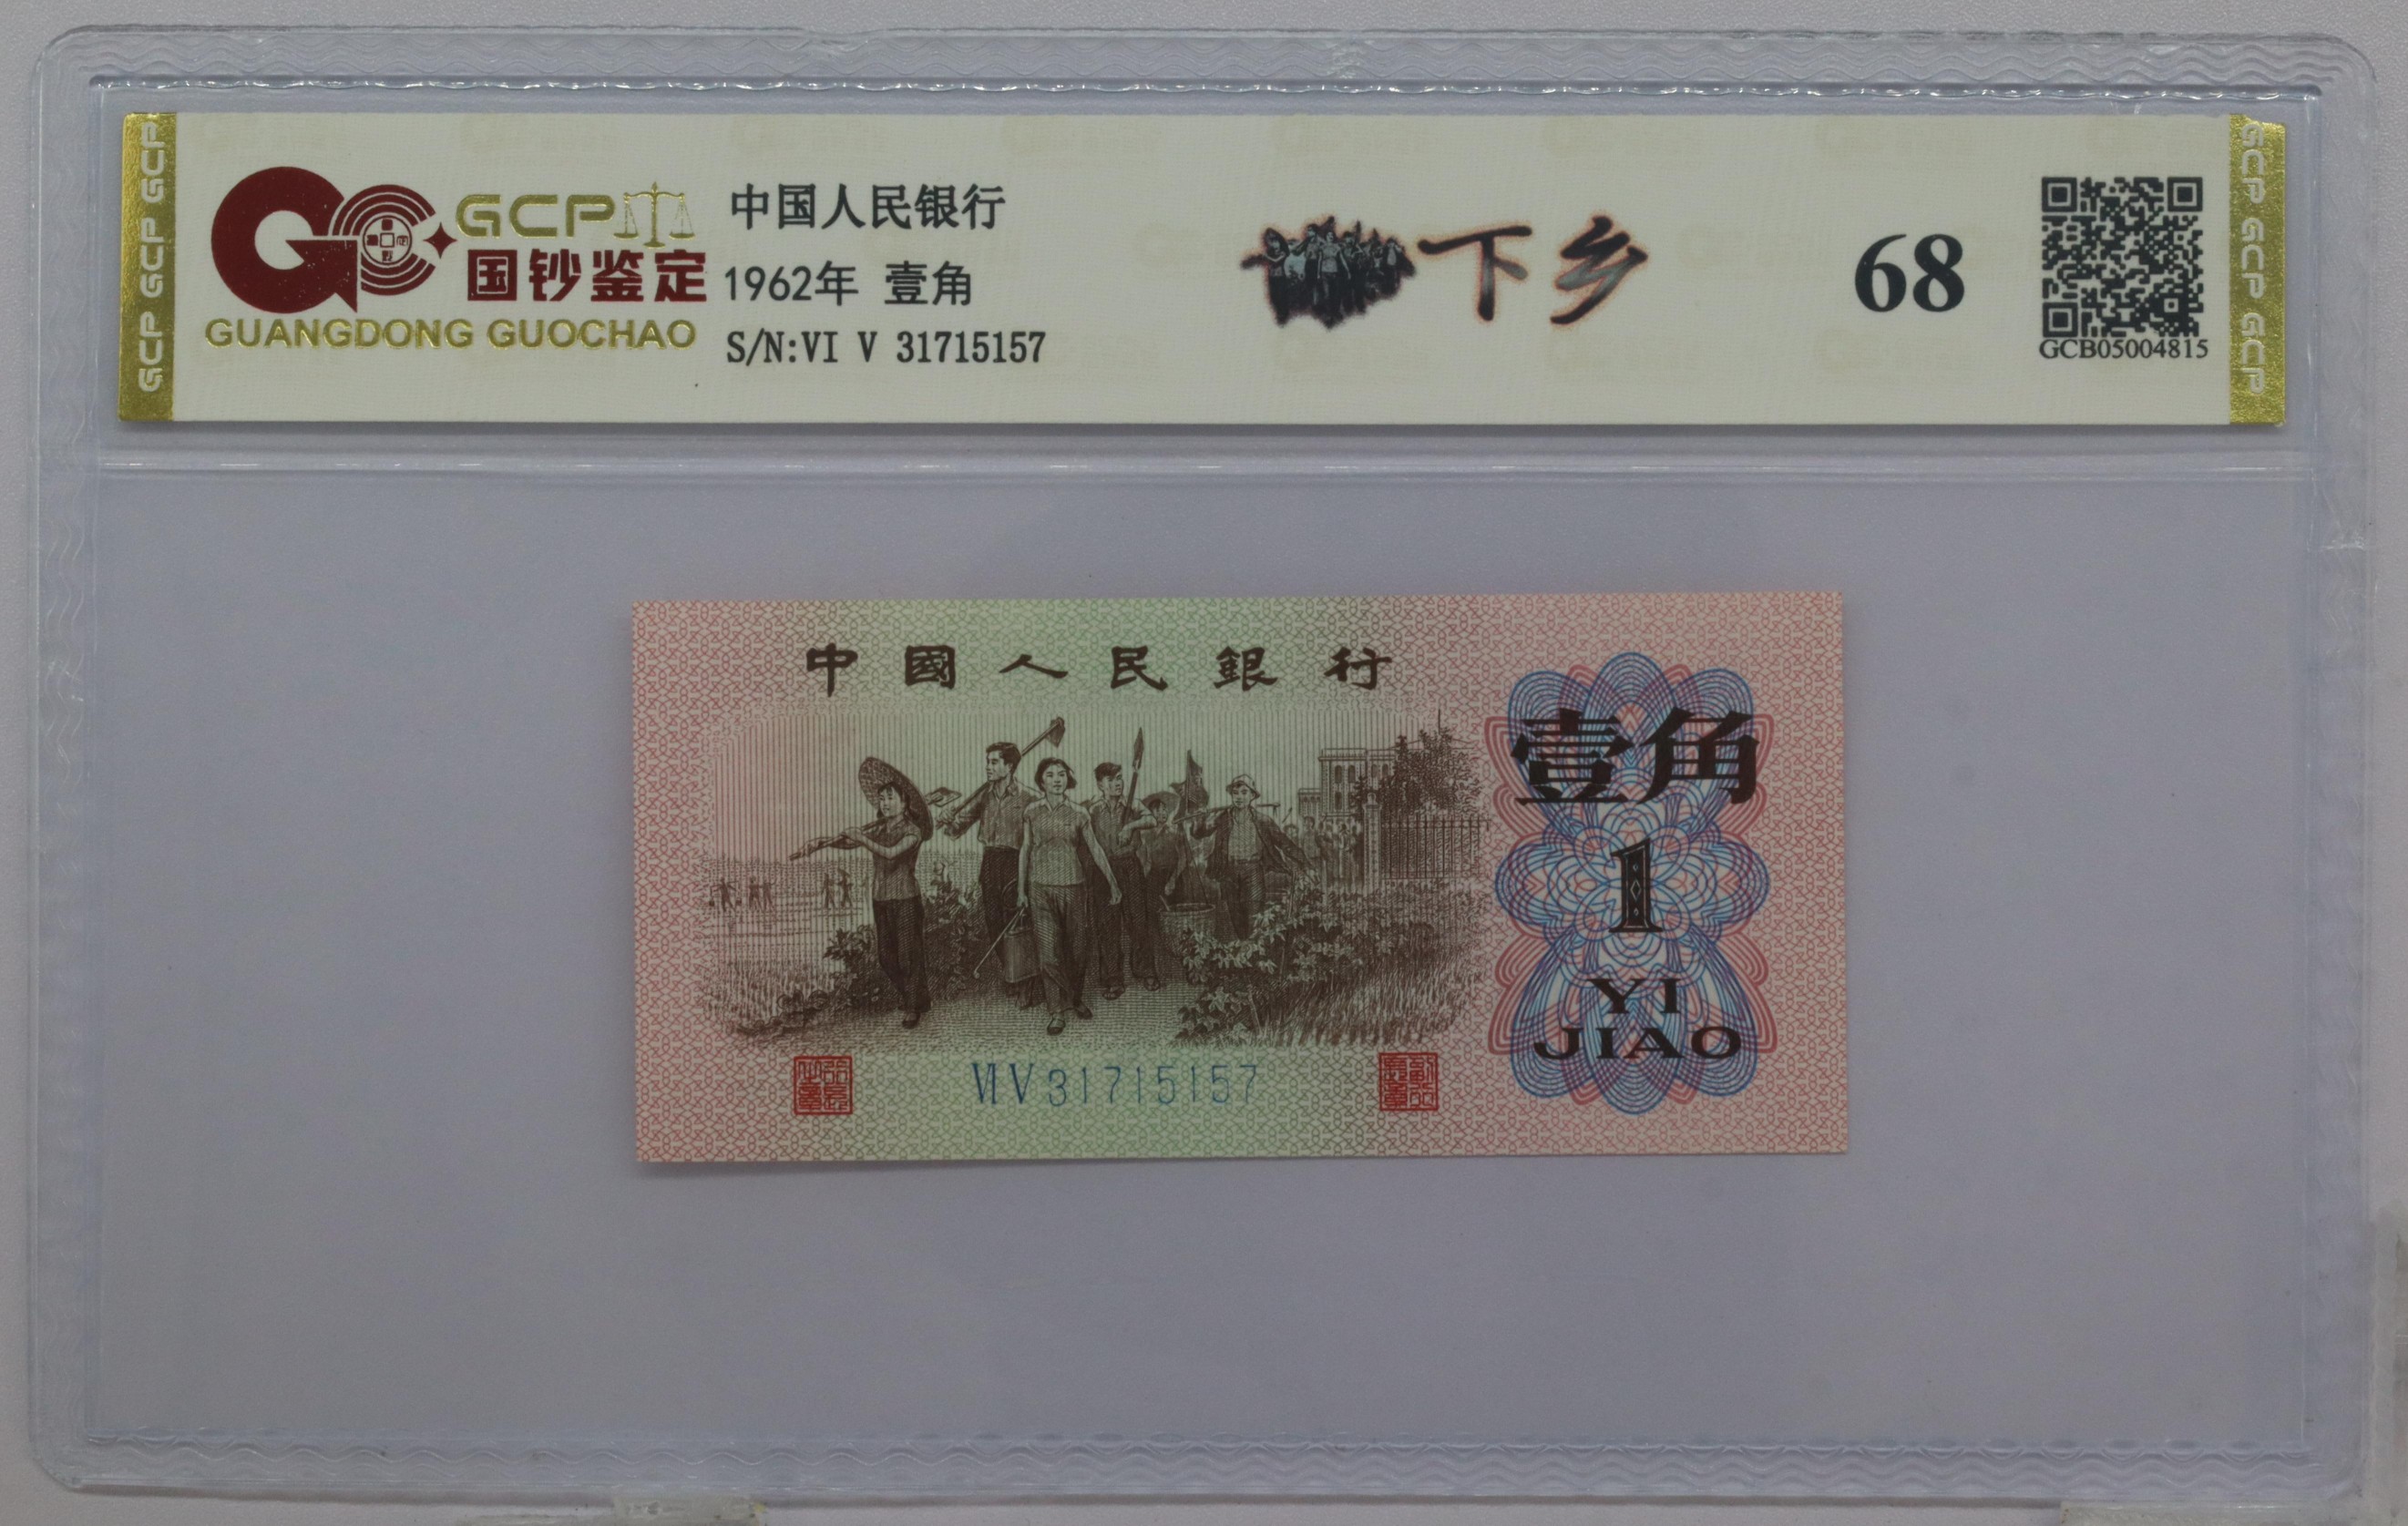 GCP GCP GCP
GCP
国钞鉴定
GUANGDONG GUOCHAO
中国人民银行
1962年 壹角
S/N:VI V 31715157
下乡
68
GCB05004815
GCP GCP GCP
中國人民銀行
壹角
1
YI
JIAO
VI V 31715157